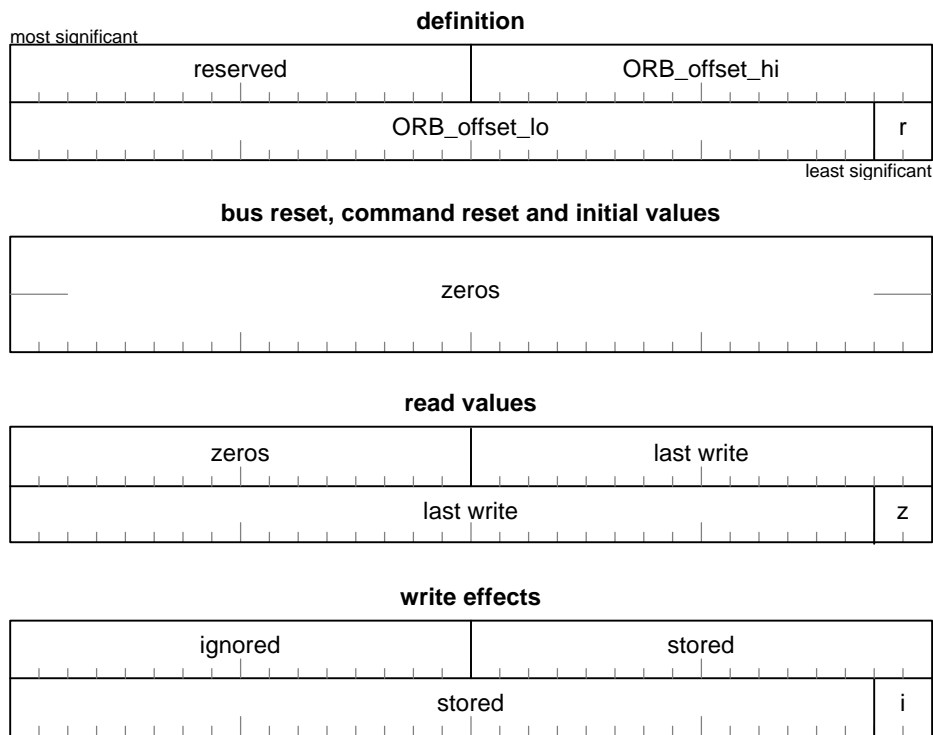 definition
most significant
reserved ORB_offset_hi
ORB_offset_lo r
least significant
bus reset, command reset and initial values
zeros
read values
zeros last write
last write z
write effects
ignored stored
stored i